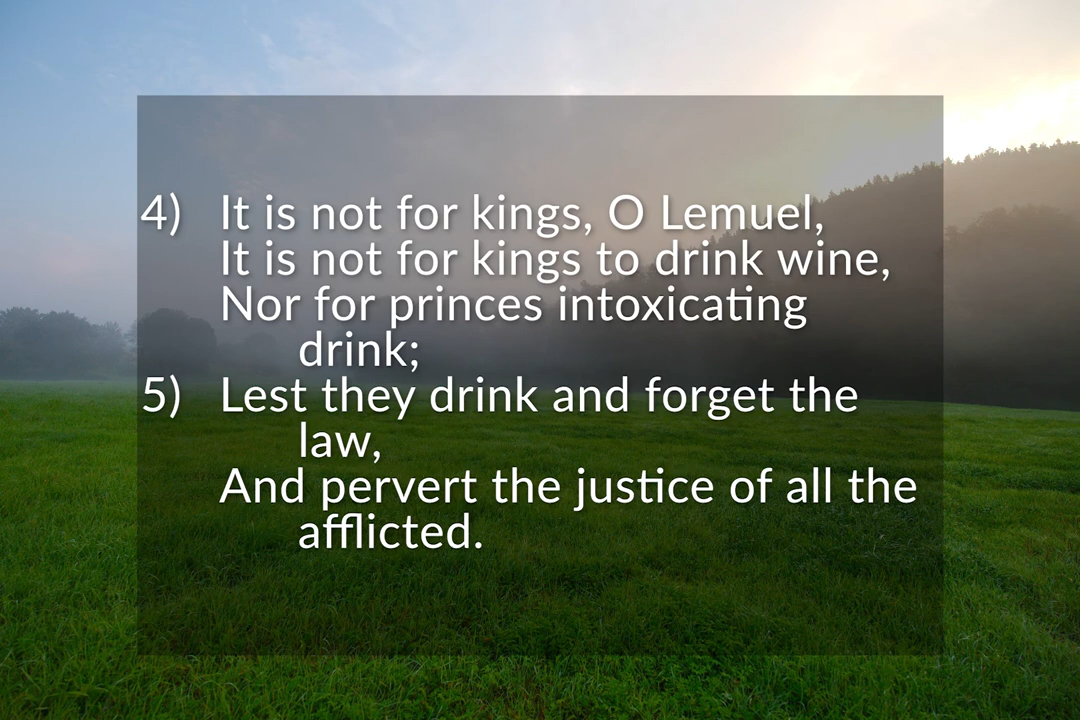 4) It is not for kings, O Lemuel,
It is not for kings to drink wine,
Nor for princes intoxicating
drink;
5) Lest they drink and forget the
law,
And pervert the justice of all the
afflicted.